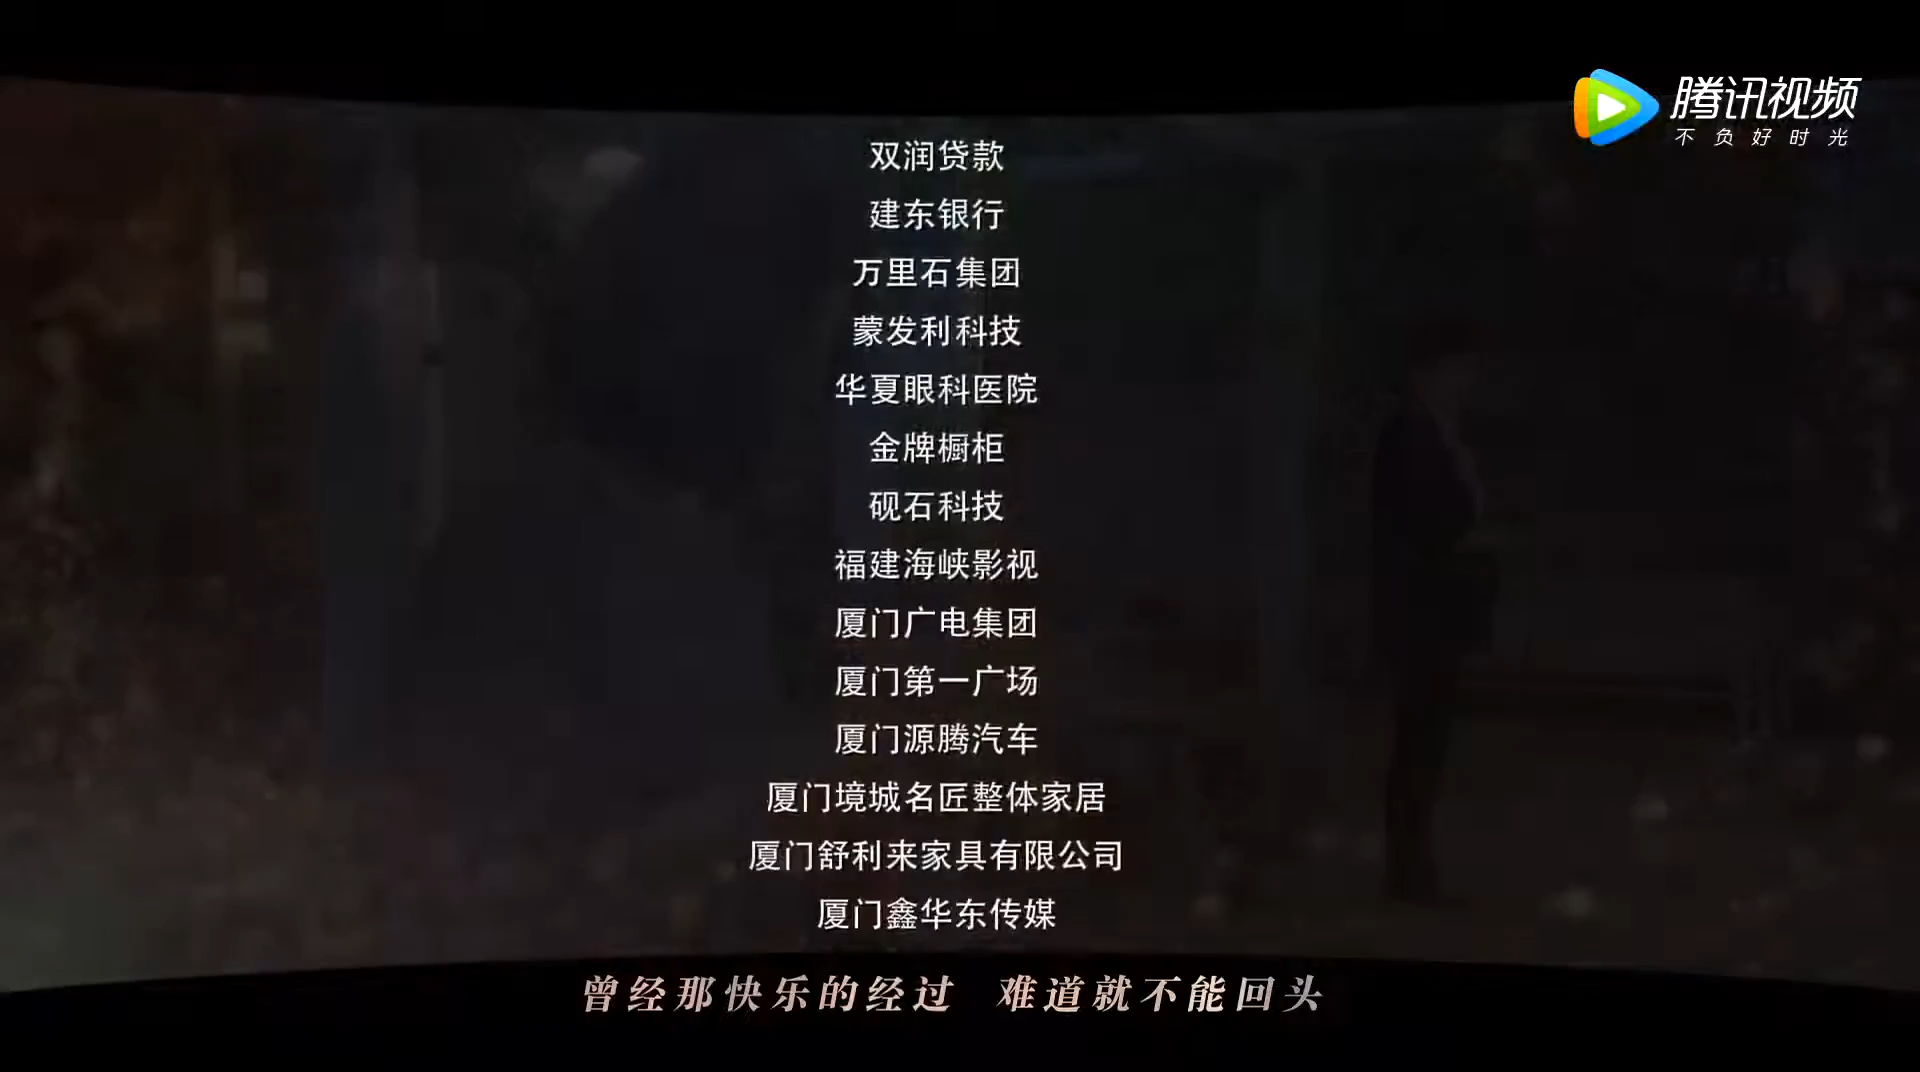 腾讯视频
不负好时光
双润贷款
建东银行
万里石集团
蒙发利科技
华夏眼科医院
金牌橱柜
砚石科技
福建海峡影视
厦门广电集团
厦门第一广场
厦门源腾汽车
厦门境城名匠整体家居
厦门舒利来家具有限公司
厦门鑫华东传媒
曾经那快乐的经过 难道就不能回头